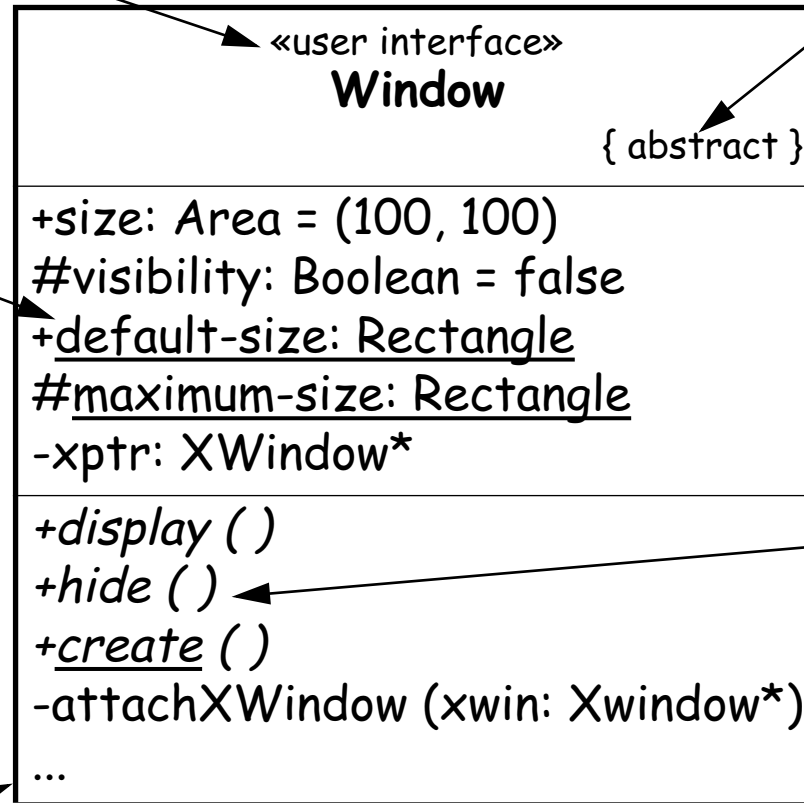 «user interface»
Window
{ abstract }
+size: Area = (100, 100)
#visibility: Boolean = false
+default-size: Rectangle
#maximum-size: Rectangle
-xptr: XWindow*
+display ( )
+hide ( )
+create ( )
-attachXWindow (xwin: Xwindow*)
...